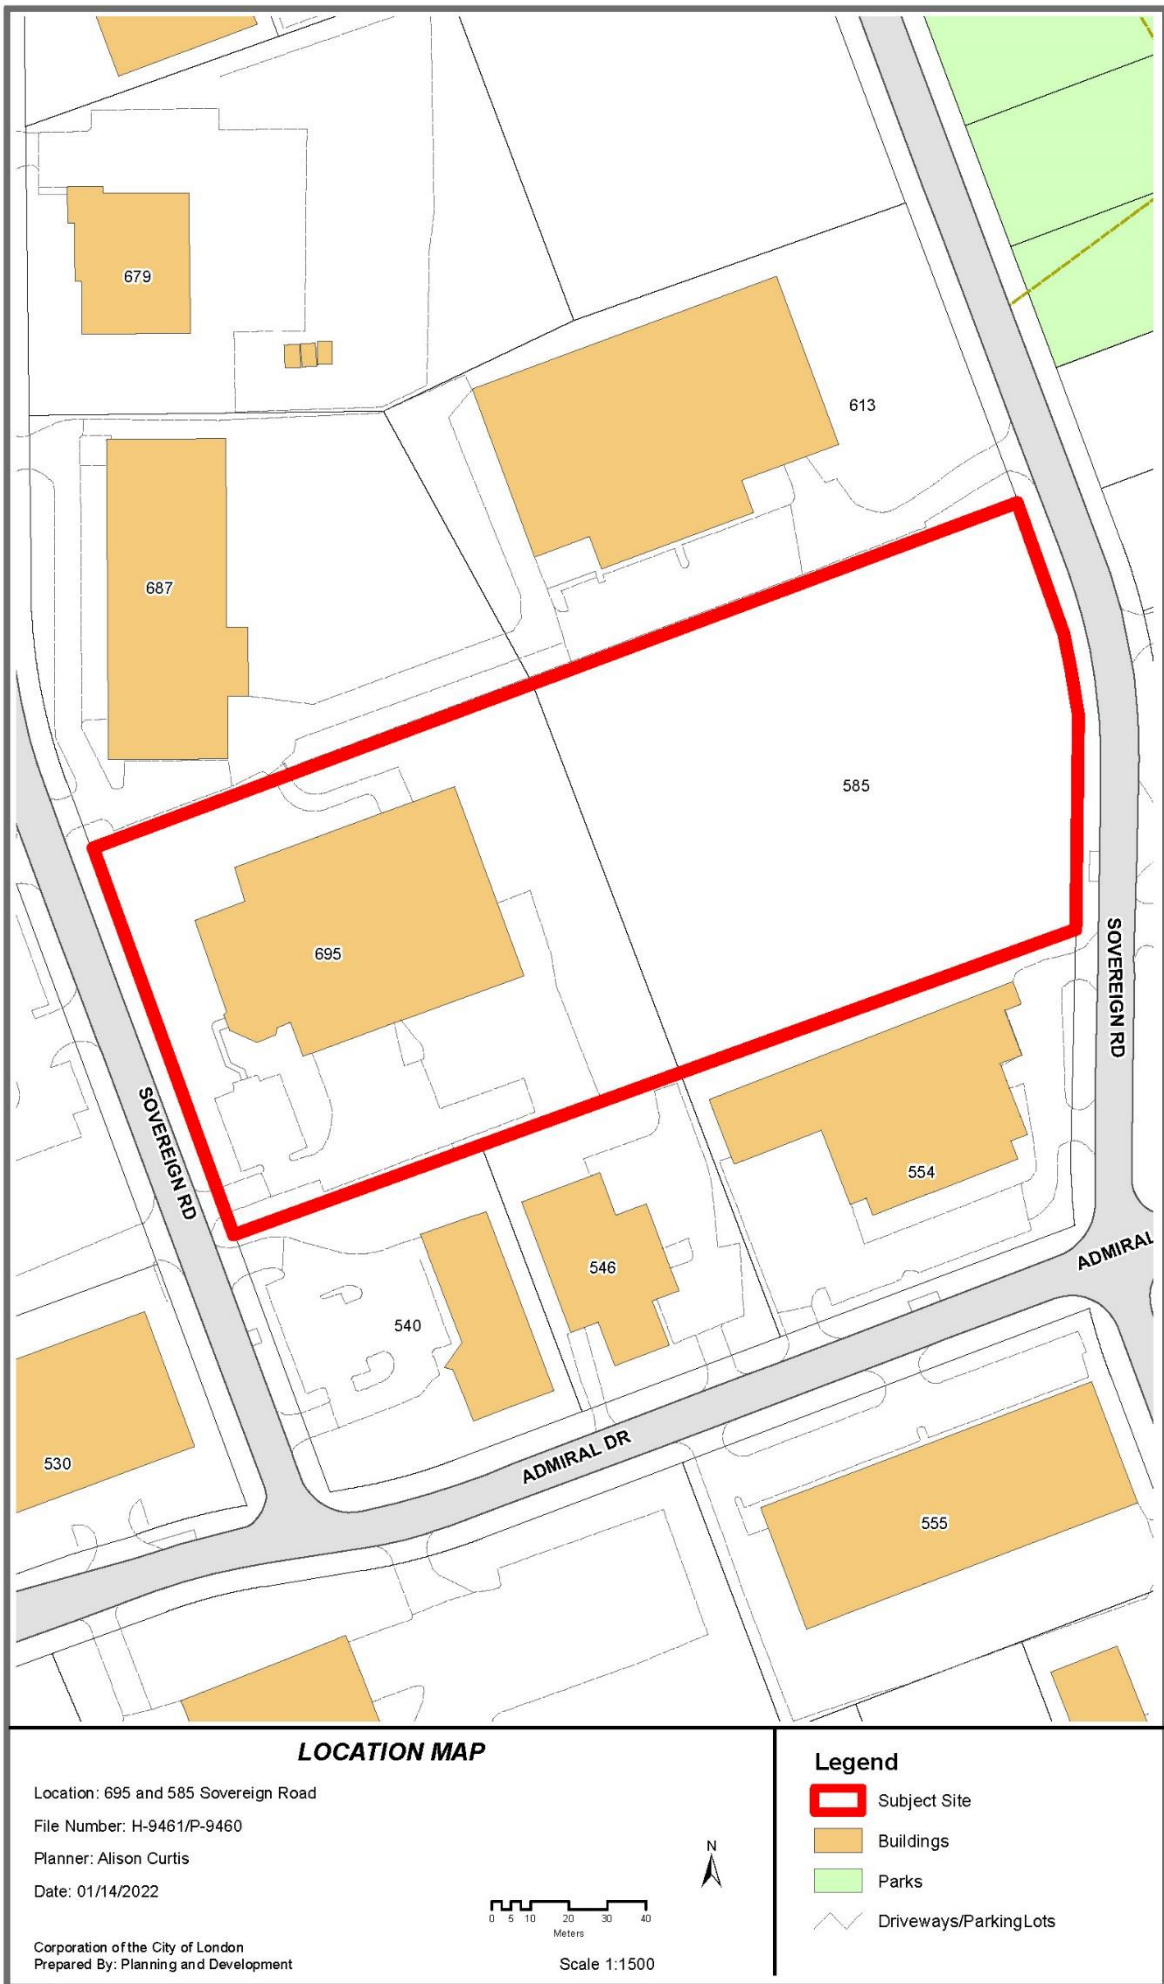 679
613
687
585
695
SOVEREIGN RD
SOVEREIGN RD
554
ADMIRAL
546
540
530
ADMIRAL DR
555
LOCATION MAP
Location: 695 and 585 Sovereign Road
File Number: H-9461/P-9460
Planner: Alison Curtis
Date: 01/14/2022
Corporation of the City of London
Prepared By: Planning and Development
N
0 5 10 20 30 40
Meters
Scale 1:1500
Legend
Subject Site
Buildings
Parks
Driveways/ParkingLots